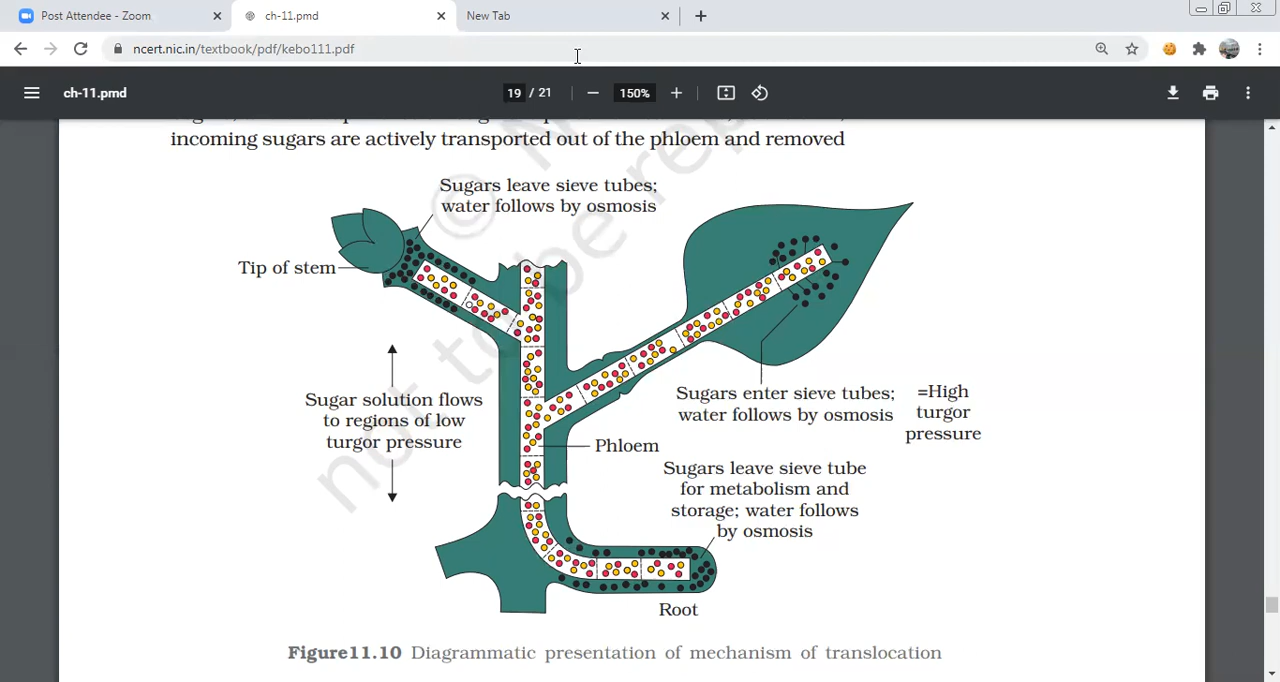 Post Attendee - Zoom
ch-11.pmd
New Tab
ncert.nic.in/textbook/pdf/kebo111.pdf
ch-11.pmd
19 / 21
150%
incoming sugars are actively transported out of the phloem and removed
Sugars leave sieve tubes;
water follows by osmosis
Tip of stem
Sugar solution flows
to regions of low
turgor pressure
Sugars enter sieve tubes;
water follows by osmosis
=High
turgor
pressure
Phloem
Sugars leave sieve tube
for metabolism and
storage; water follows
by osmosis
Root
Figure11.10 Diagrammatic presentation of mechanism of translocation
not to be rep
© N